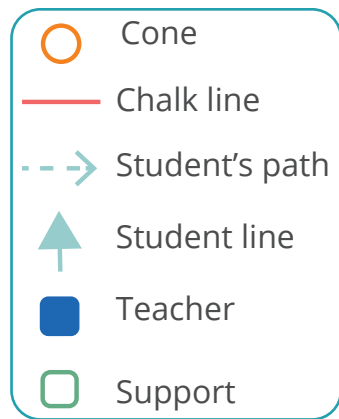 Cone
Chalk line
Student’s path
Student line
Teacher
Support